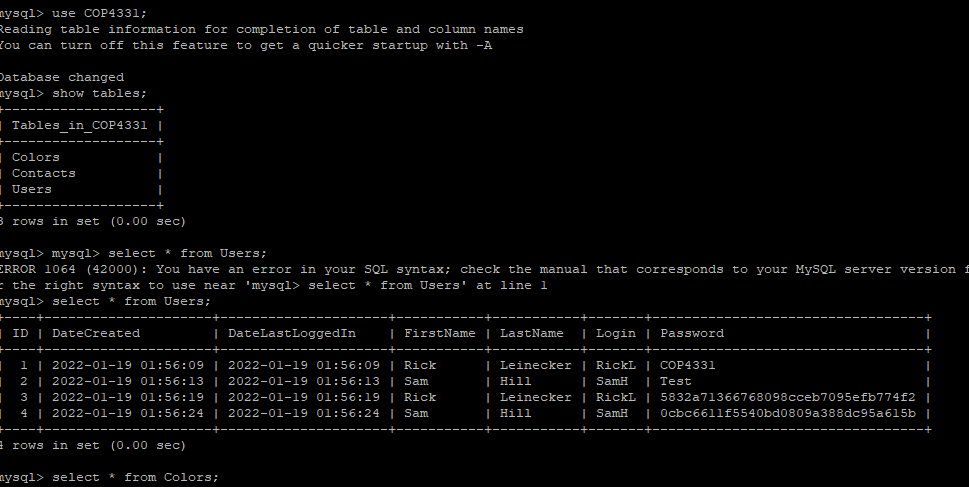 mysql> use COP4331;
Reading table information for completion of table and column names
You can turn off this feature to get a quicker startup with -A
Database changed
mysql> show tables;
+-------------------+
| Tables_in_COP4331 |
+-------------------+
| Colors            |
| Contacts          |
| Users             |
+-------------------+
3 rows in set (0.00 sec)
mysql> mysql> select * from Users;
ERROR 1064 (42000): You have an error in your SQL syntax; check the manual that corresponds to your MySQL server version f
r the right syntax to use near 'mysql> select * from Users' at line 1
mysql> select * from Users;
+----+---------------------+---------------------+-----------+-----------+-------+----------------------------------+
| ID | DateCreated         | DateLastLoggedIn    | FirstName | LastName  | Login | Password                         |
+----+---------------------+---------------------+-----------+-----------+-------+----------------------------------+
|  1 | 2022-01-19 01:56:09 | 2022-01-19 01:56:09 | Rick      | Leinecker | RickL | COP4331                          |
|  2 | 2022-01-19 01:56:13 | 2022-01-19 01:56:13 | Sam       | Hill      | SamH  | Test                             |
|  3 | 2022-01-19 01:56:19 | 2022-01-19 01:56:19 | Rick      | Leinecker | RickL | 5832a71366768098cceb7095efb774f2 |
|  4 | 2022-01-19 01:56:24 | 2022-01-19 01:56:24 | Sam       | Hill      | SamH  | 0cbc6611f5540bd0809a388dc95a615b |
+----+---------------------+---------------------+-----------+-----------+-------+----------------------------------+
4 rows in set (0.00 sec)
mysql> select * from Colors;